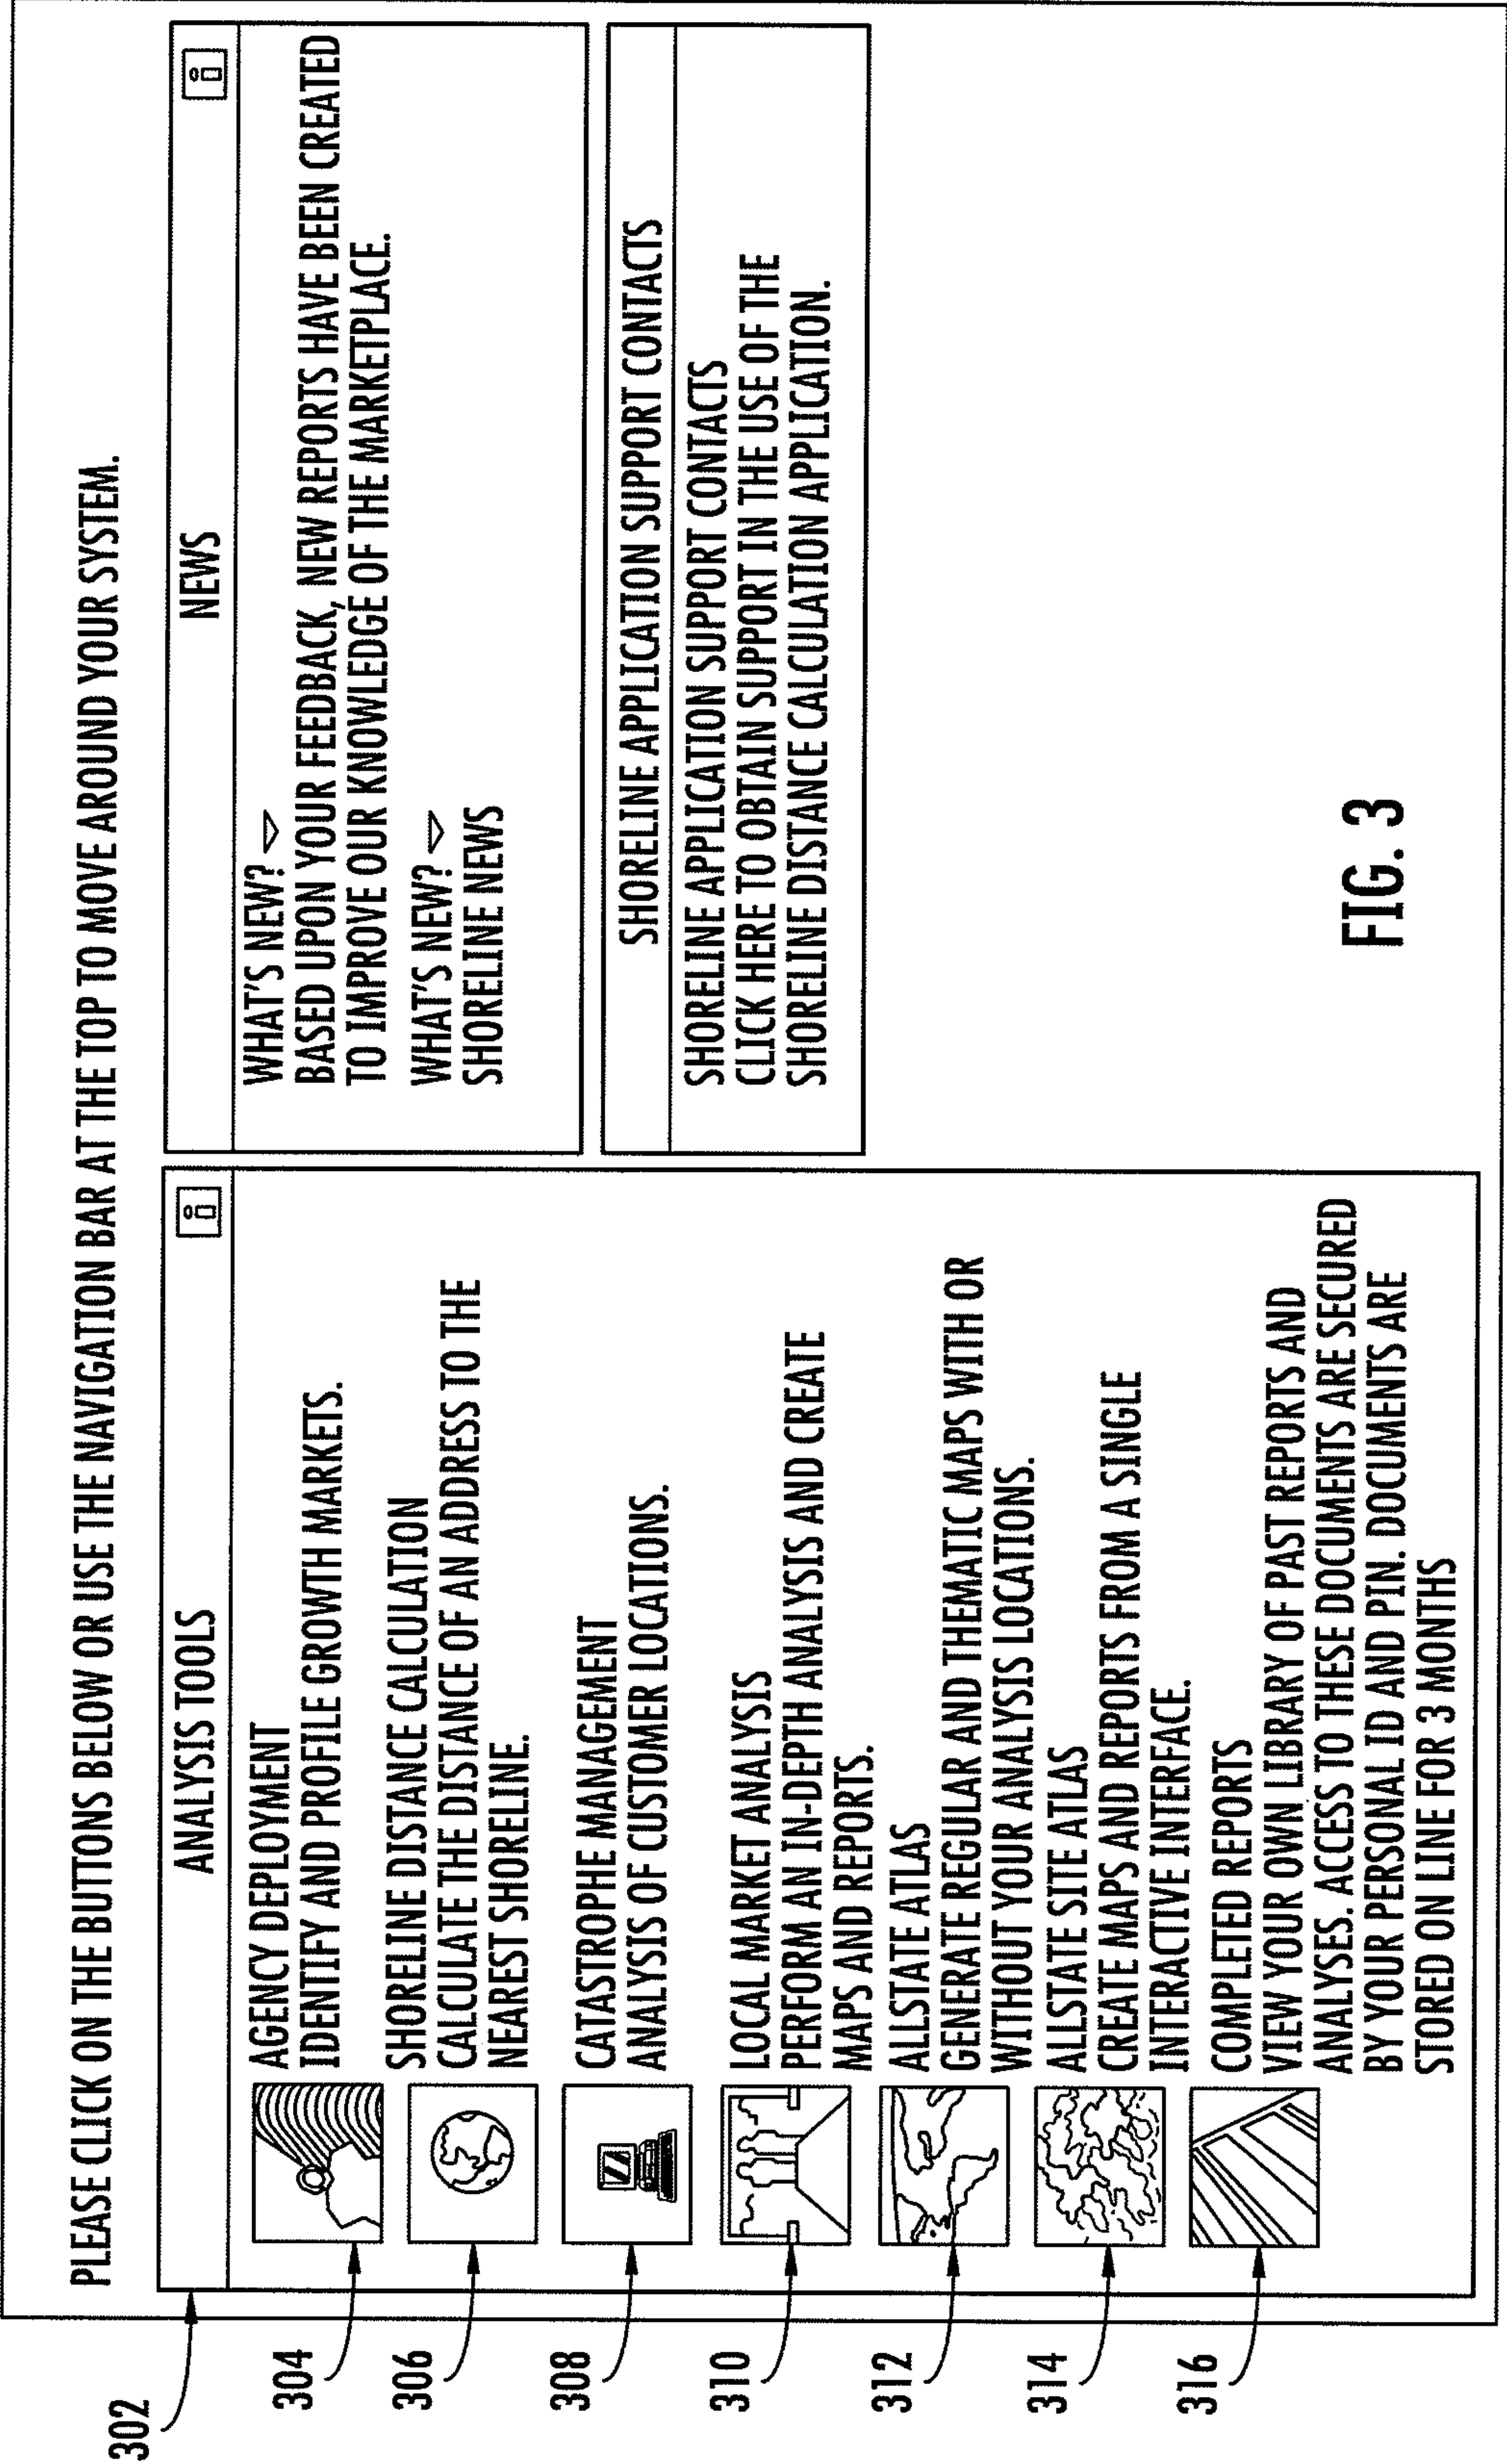 PLEASE CLICK ON THE BUTTONS BELOW OR USE THE NAVIGATION BAR AT THE TOP TO MOVE AROUND YOUR SYSTEM.
302
ANALYSIS TOOLS
i
304
AGENCY DEPLOYMENT
IDENTIFY AND PROFILE GROWTH MARKETS.
306
SHORELINE DISTANCE CALCULATION
CALCULATE THE DISTANCE OF AN ADDRESS TO THE
NEAREST SHORELINE.
308
CATASTROPHE MANAGEMENT
ANALYSIS OF CUSTOMER LOCATIONS.
310
LOCAL MARKET ANALYSIS
PERFORM AN IN-DEPTH ANALYSIS AND CREATE
MAPS AND REPORTS.
312
ALLSTATE ATLAS
GENERATE REGULAR AND THEMATIC MAPS WITH OR
WITHOUT YOUR ANALYSIS LOCATIONS.
314
ALLSTATE SITE ATLAS
CREATE MAPS AND REPORTS FROM A SINGLE
INTERACTIVE INTERFACE.
316
COMPLETED REPORTS
VIEW YOUR OWN LIBRARY OF PAST REPORTS AND
ANALYSES. ACCESS TO THESE DOCUMENTS ARE SECURED
BY YOUR PERSONAL ID AND PIN. DOCUMENTS ARE
STORED ON LINE FOR 3 MONTHS
NEWS
i
WHAT'S NEW?
BASED UPON YOUR FEEDBACK, NEW REPORTS HAVE BEEN CREATED
TO IMPROVE OUR KNOWLEDGE OF THE MARKETPLACE.
WHAT'S NEW?
SHORELINE NEWS
SHORELINE APPLICATION SUPPORT CONTACTS
SHORELINE APPLICATION SUPPORT CONTACTS
CLICK HERE TO OBTAIN SUPPORT IN THE USE OF THE
SHORELINE DISTANCE CALCULATION APPLICATION.
FIG. 3